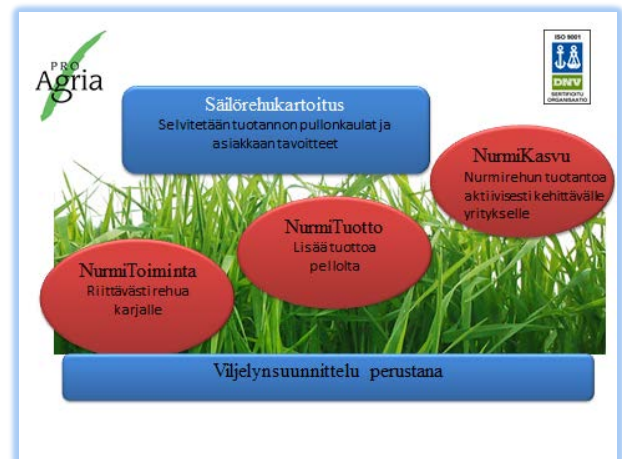 PRO
Agria
ISO 9001
DNV
SERTIFIOITU
ORGANISAATIO
Säilörehukartoitus
Selvitetään tuotannon pullonkaulat ja
asiakkaan tavoitteet
NurmiKasvu
Nurmirehun tuotantoa
aktiivisesti kehittävälle
yritykselle
NurmiTuotto
Lisää tuottoa
pellolta
NurmiToiminta
Riittävästi rehua
karjalle
Viljelynsuunnittelu perustana